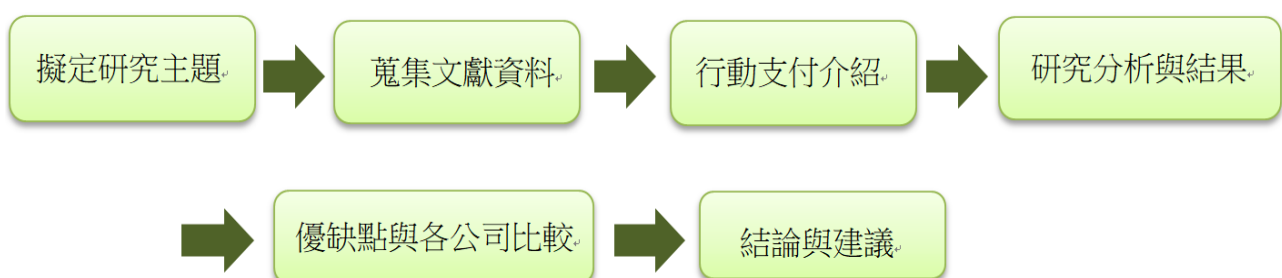 擬定研究主題
蒐集文獻資料
行動支付介紹
研究分析與結果
優缺點與各公司比較
結論與建議